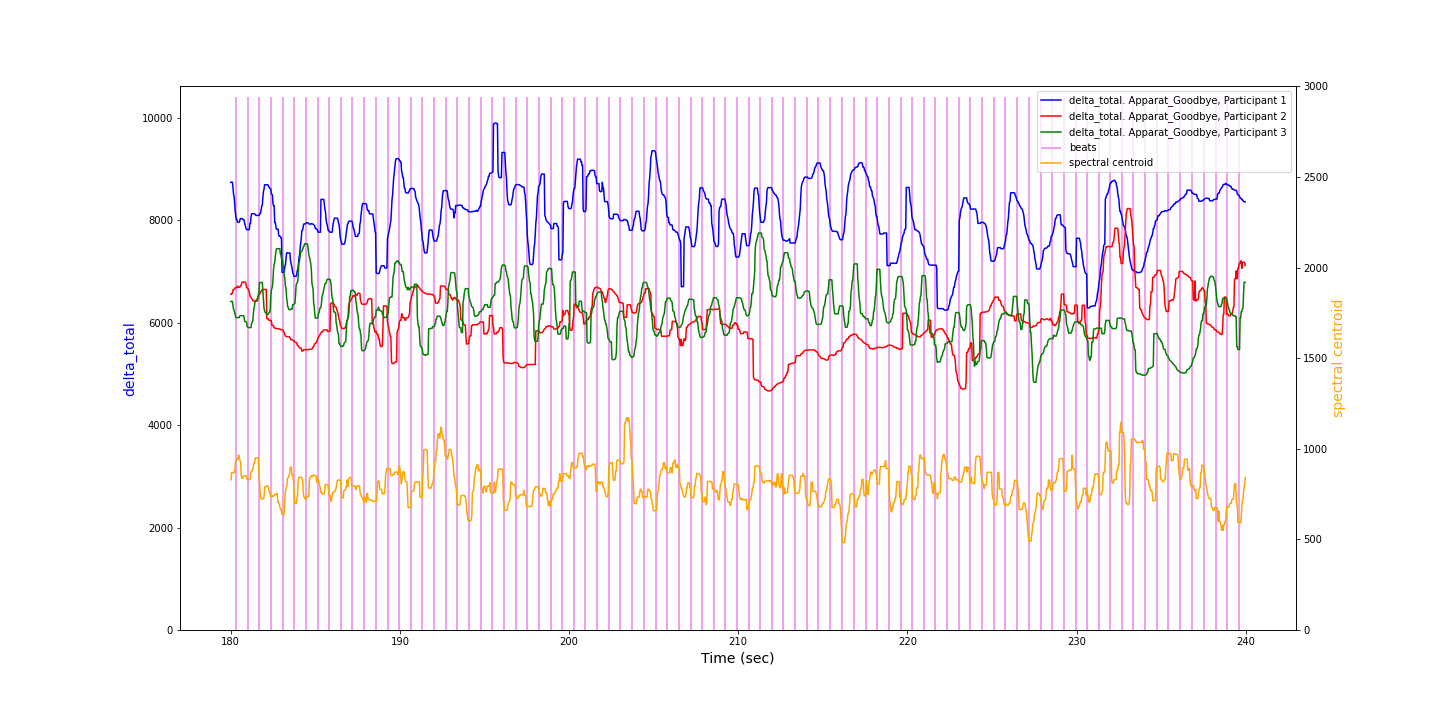 delta_total. Apparat_Goodbye, Participant 1
delta_total. Apparat_Goodbye, Participant 2
delta_total. Apparat_Goodbye, Participant 3
beats
spectral centroid
10000
8000
6000
4000
2000
0
delta_total
3000
2500
2000
1500
1000
500
0
spectral centroid
180
190
200
210
220
230
240
Time (sec)